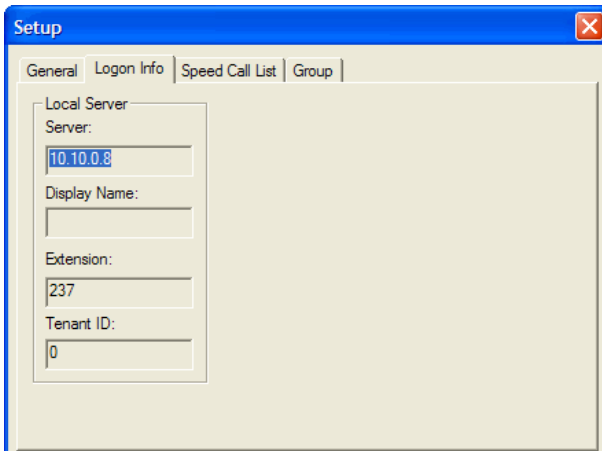 Setup
General Logon Info Speed Call List Group
Local Server
Server:
10.10.0.8
Display Name:
Extension:
237
Tenant ID:
0